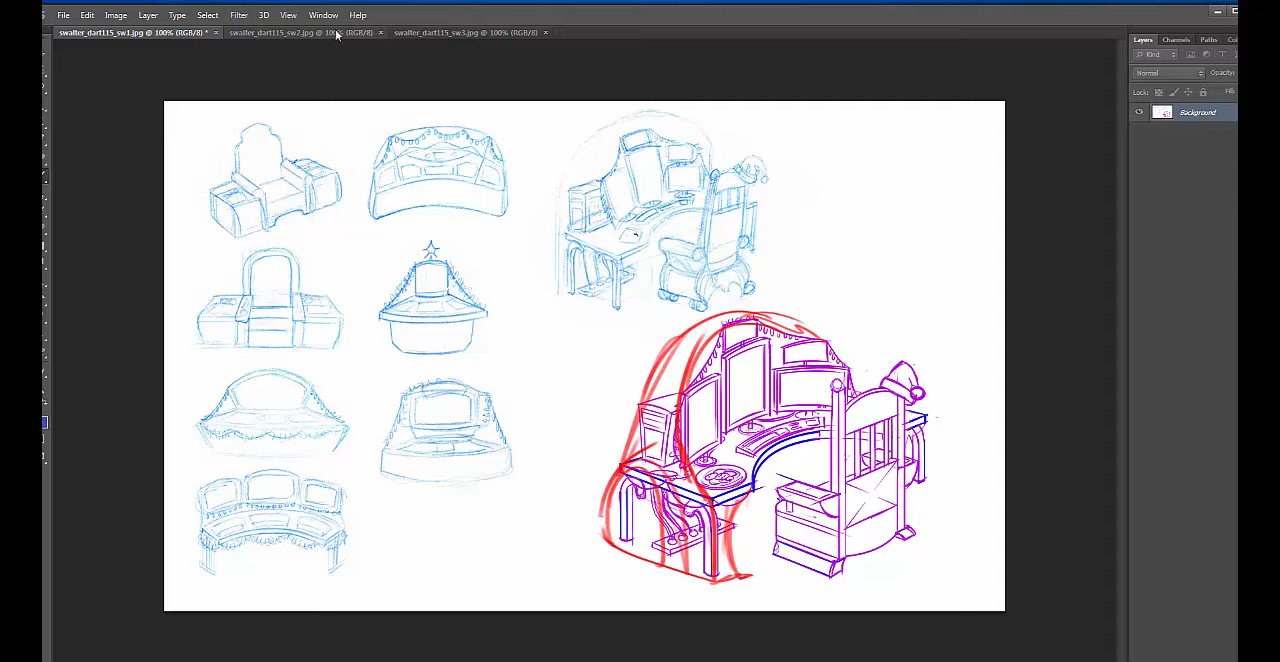 File Edit Image Layer Type Select Filter 3D View Window Help
swalter_dart115_sw1.jpg @ 100% (RGB/8) * × swalter_dart115_sw2.jpg @ 100% (RGB/8) × swalter_dart115_sw3.jpg @ 100% (RGB/8) ×
Layers Channels Paths
Kind
Normal Opacity:
Lock:
Background